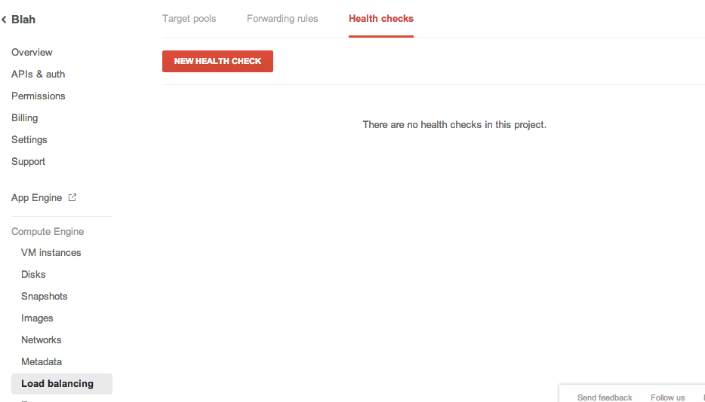 Blah
Target pools Forwarding rules Health checks
NEW HEALTH CHECK
There are no health checks in this project.
Overview
APIs & auth
Permissions
Billing
Settings
Support
App Engine
Compute Engine
VM instances
Disks
Snapshots
Images
Networks
Metadata
Load balancing
Send feedback Follow us